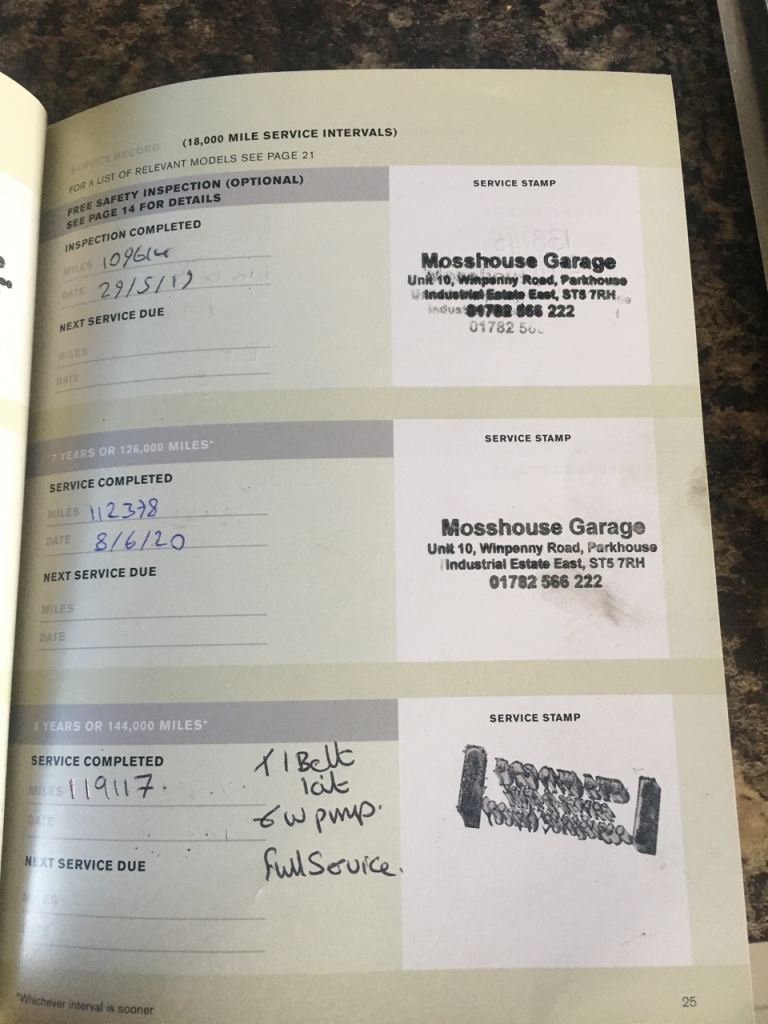 SERVICE RECORD
(18,000 MILE SERVICE INTERVALS)
FOR A LIST OF RELEVANT MODELS SEE PAGE 21
FREE SAFETY INSPECTION (OPTIONAL)
SEE PAGE 14 FOR DETAILS
INSPECTION COMPLETED
MILES 109614
DATE 29/5/19
NEXT SERVICE DUE
MILES
DATE
SERVICE STAMP
Mosshouse Garage
Unit 10, Winpenny Road, Parkhouse
Industrial Estate East, ST5 7RH
01782 566 222
7 YEARS OR 126,000 MILES*
SERVICE COMPLETED
MILES 112378
DATE 8/6/20
NEXT SERVICE DUE
MILES
DATE
SERVICE STAMP
Mosshouse Garage
Unit 10, Winpenny Road, Parkhouse
Industrial Estate East, ST5 7RH
01782 566 222
8 YEARS OR 144,000 MILES*
SERVICE COMPLETED
MILES 119117.
DATE
T/Belt
kit
& w pump.
Full Service.
NEXT SERVICE DUE
MILES
DATE
SERVICE STAMP
*Whichever interval is sooner
25